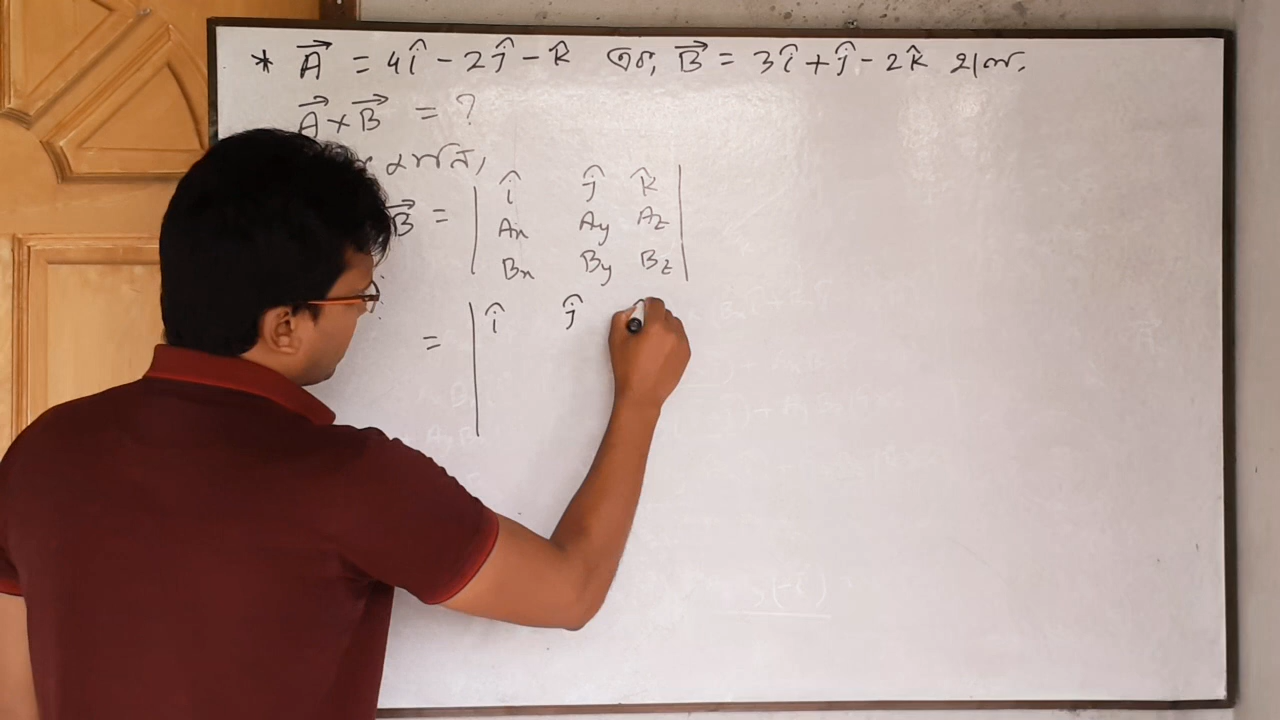 * A⃗ = 4î - 2ĵ - k̂ এবং, B⃗ = 3î + ĵ - 2k̂ হলে,
A⃗ × B⃗ = ?
B⃗ = | î ĵ k̂ |
| Ax Ay Az |
| Bx By Bz |
= | î ĵ